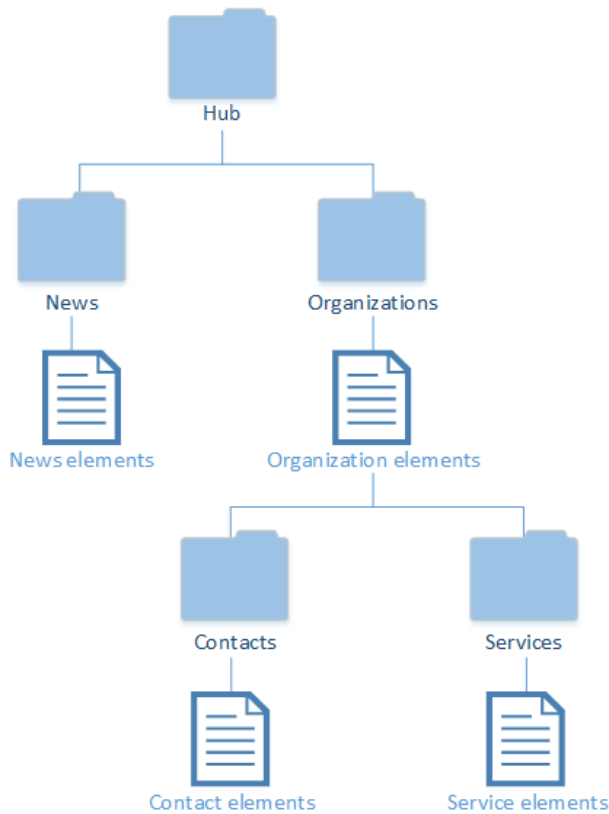 Hub
News
Organizations
News elements
Organization elements
Contacts
Services
Contact elements
Service elements